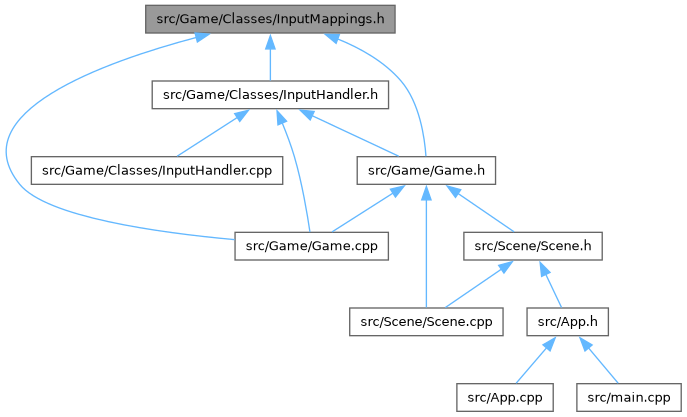 src/Game/Classes/InputMappings.h
src/Game/Classes/InputHandler.h
src/Game/Classes/InputHandler.cpp
src/Game/Game.h
src/Game/Game.cpp
src/Scene/Scene.h
src/Scene/Scene.cpp
src/App.h
src/App.cpp
src/main.cpp